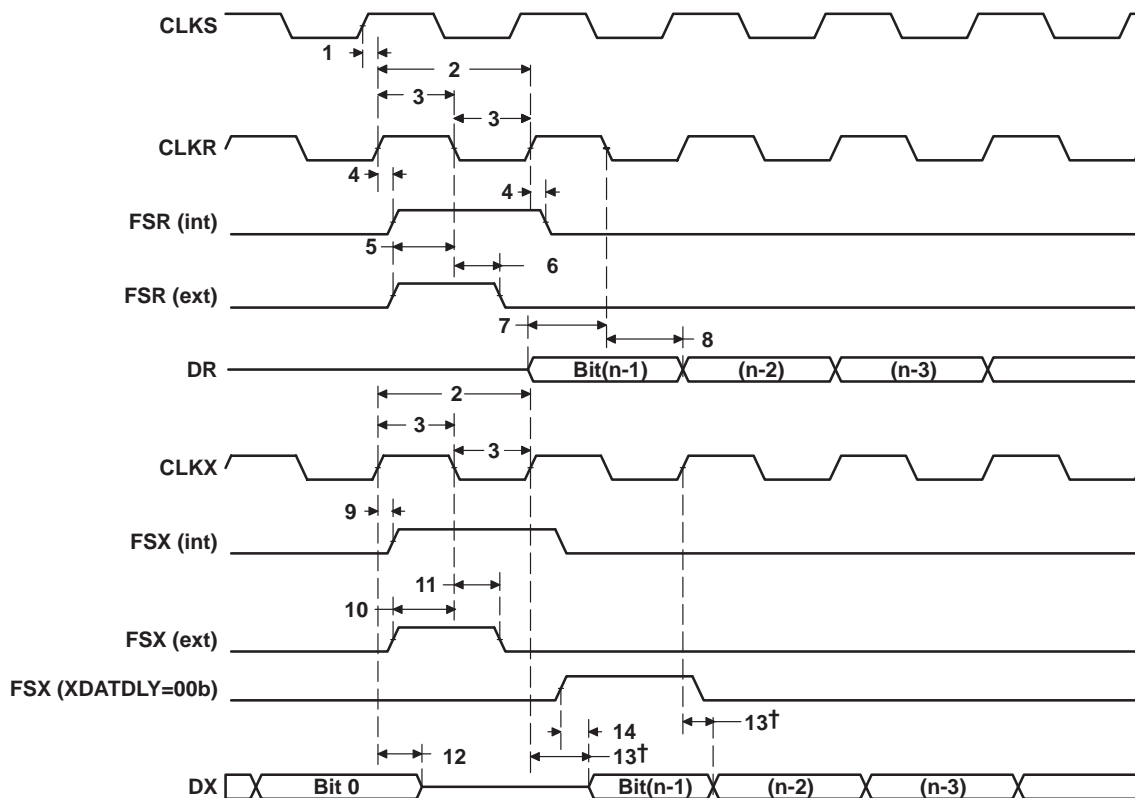 CLKS
1
2
3
3
CLKR
4
4
FSR (int)
5
6
FSR (ext)
7
8
DR
Bit(n-1)
(n-2)
(n-3)
2
3
3
CLKX
9
FSX (int)
11
10
FSX (ext)
FSX (XDATDLY=00b)
14
13†
12
13†
DX
Bit 0
Bit(n-1)
(n-2)
(n-3)